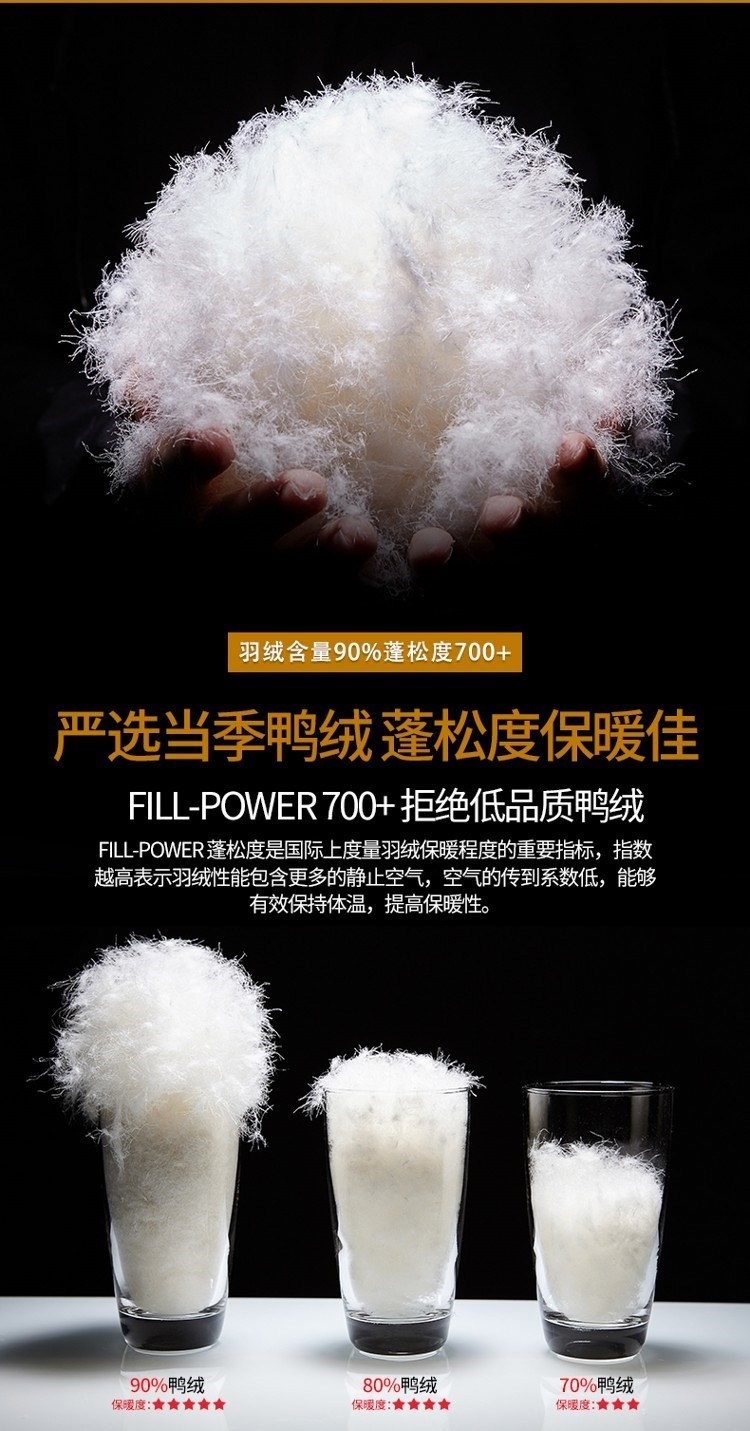 羽绒含量90%蓬松度700+
严选当季鸭绒 蓬松度保暖佳
FILL-POWER 700+ 拒绝低品质鸭绒
FILL-POWER 蓬松度是国际上度量羽绒保暖程度的重要指标，指数
越高表示羽绒性能包含更多的静止空气，空气的传到系数低，能够
有效保持体温，提高保暖性。
90%鸭绒
保暖度：★★★★★
80%鸭绒
保暖度：★★★★
70%鸭绒
保暖度：★★★